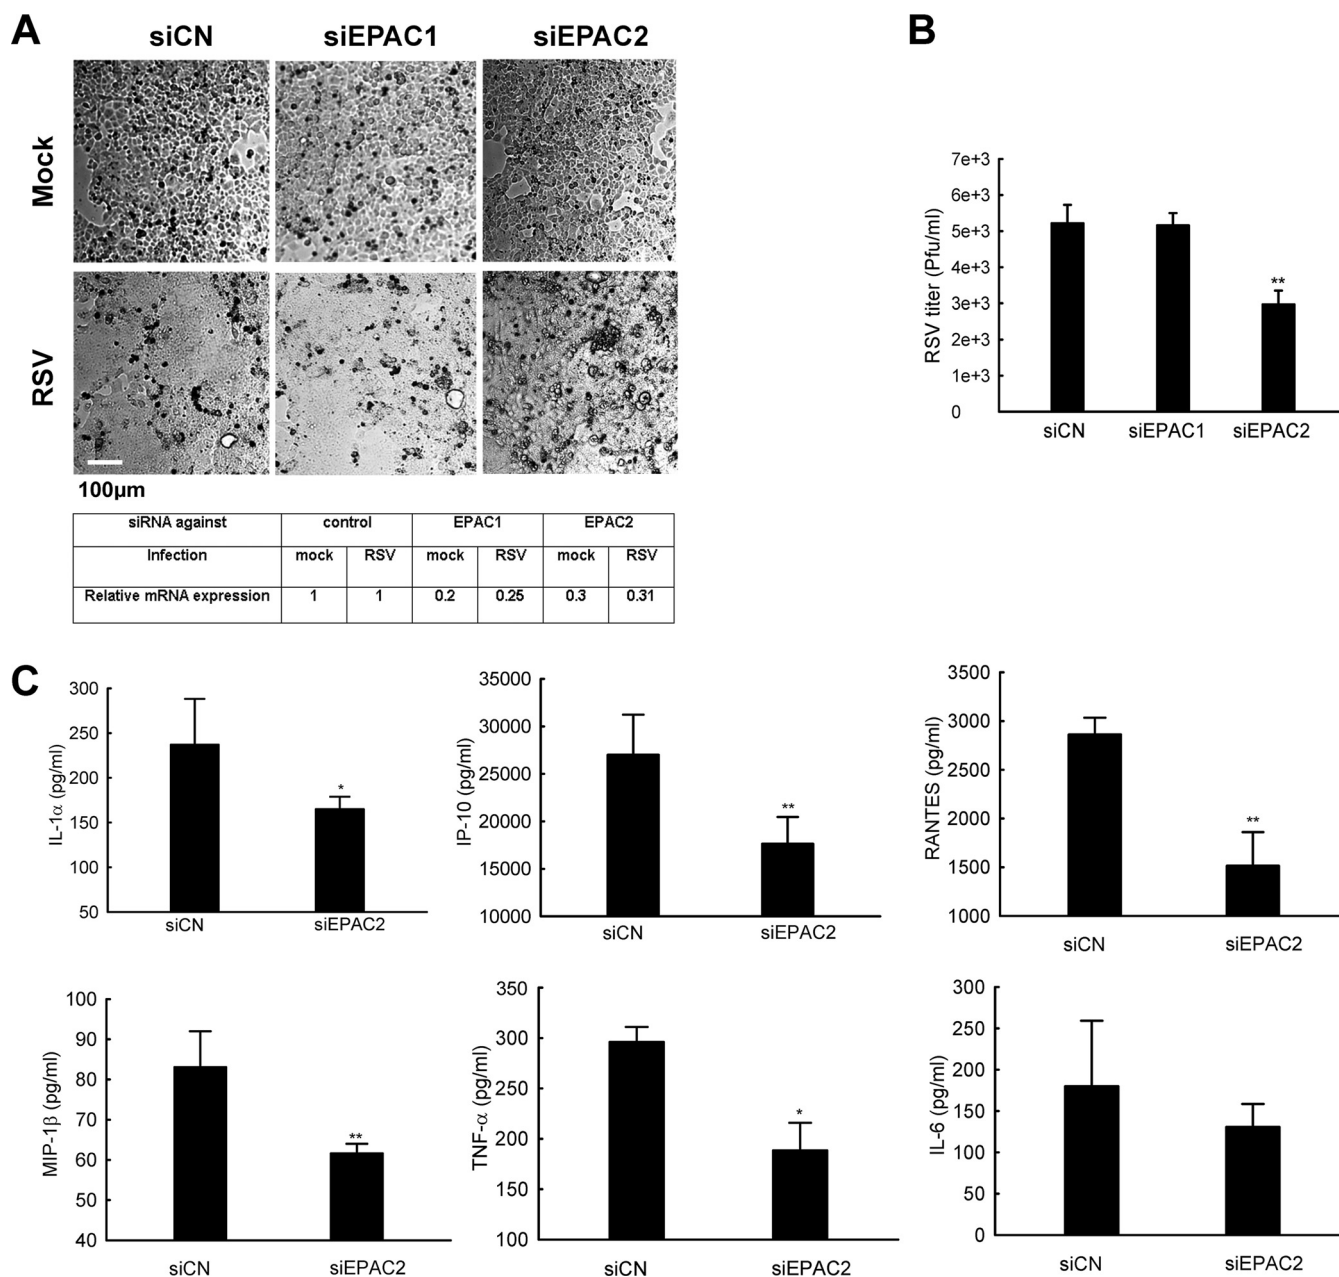 A
siCN siEPAC1 siEPAC2
Mock
RSV
100µm
siRNA against control EPAC1 EPAC2
Infection mock RSV mock RSV mock RSV
Relative mRNA expression 1 1 0.2 0.25 0.3 0.31
B
RSV titer (Pfu/ml)
7e+3
6e+3
5e+3
4e+3
3e+3
2e+3
1e+3
0
**
siCN siEPAC1 siEPAC2
C
IL-1α (pg/ml)
300
250
200
150
100
50
*
siCN siEPAC2
IP-10 (pg/ml)
35000
30000
25000
20000
15000
10000
**
siCN siEPAC2
RANTES (pg/ml)
3500
3000
2500
2000
1500
1000
**
siCN siEPAC2
MIP-1β (pg/ml)
100
90
80
70
60
50
40
**
siCN siEPAC2
TNF-α (pg/ml)
350
300
250
200
150
100
*
siCN siEPAC2
IL-6 (pg/ml)
300
250
200
150
100
50
0
siCN siEPAC2